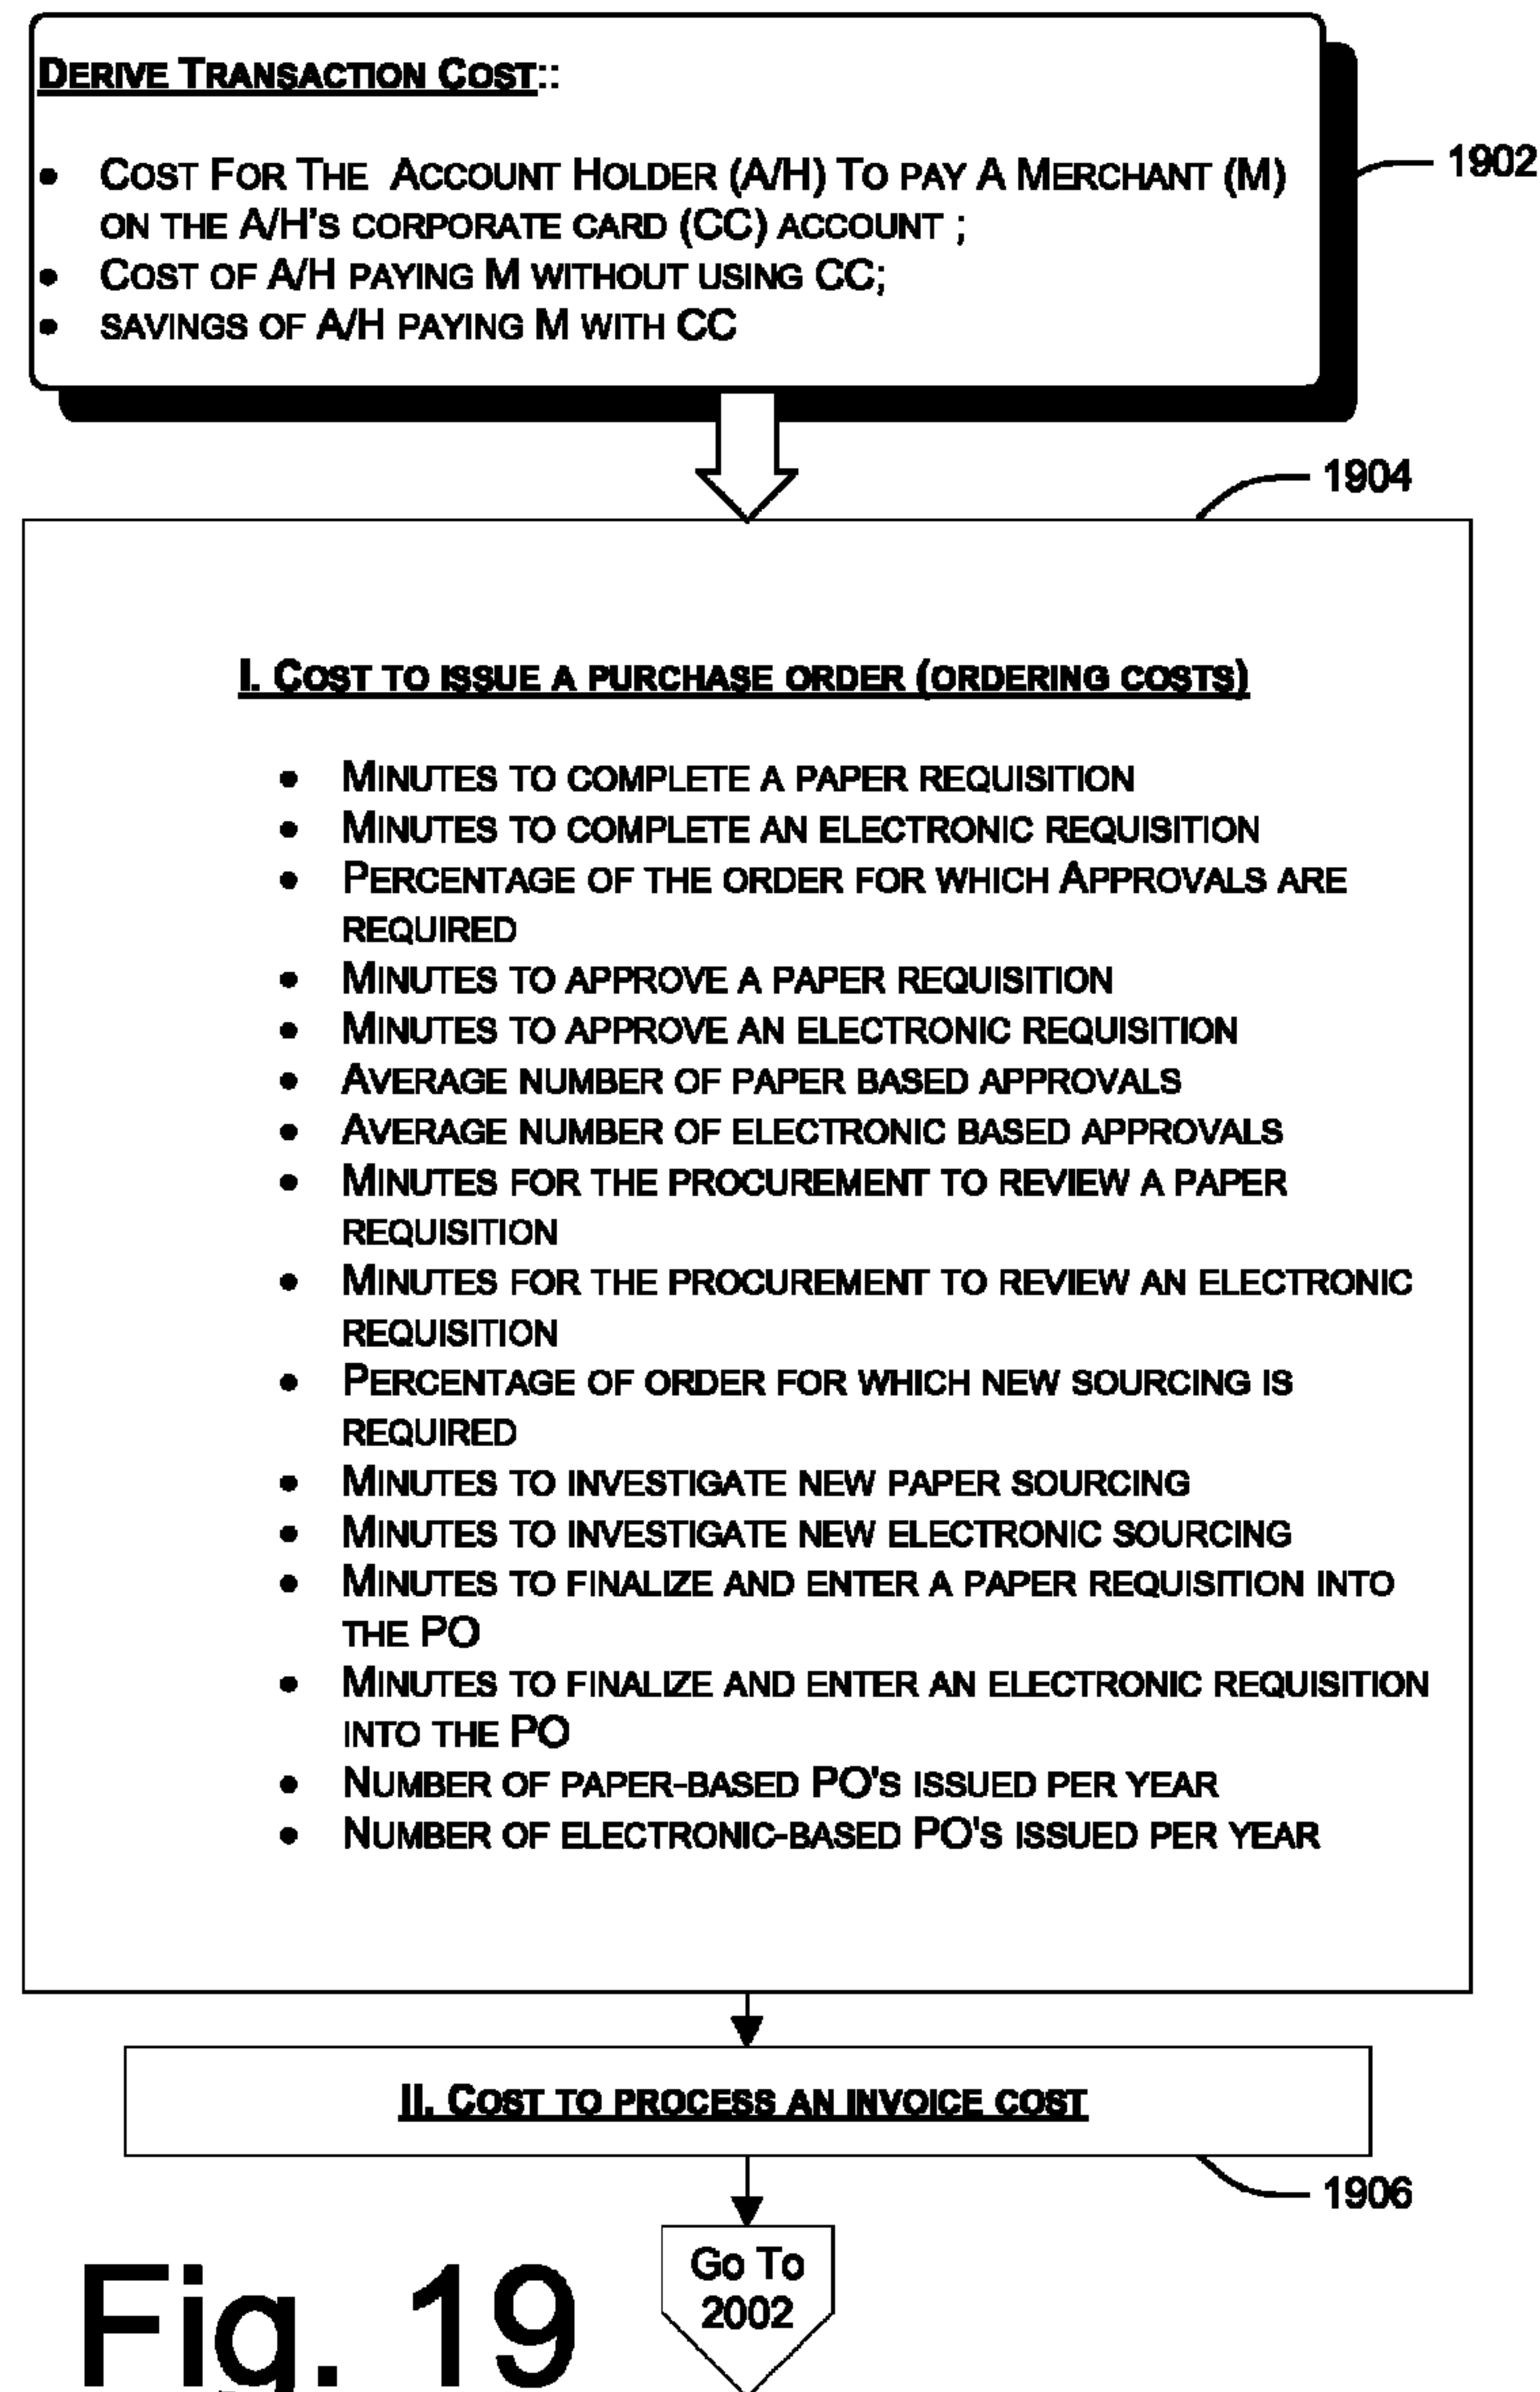 DERIVE TRANSACTION COST::
• COST FOR THE ACCOUNT HOLDER (A/H) TO PAY A MERCHANT (M)
ON THE A/H'S CORPORATE CARD (CC) ACCOUNT ;
• COST OF A/H PAYING M WITHOUT USING CC;
• SAVINGS OF A/H PAYING M WITH CC
1902
1904
I. COST TO ISSUE A PURCHASE ORDER (ORDERING COSTS)
• MINUTES TO COMPLETE A PAPER REQUISITION
• MINUTES TO COMPLETE AN ELECTRONIC REQUISITION
• PERCENTAGE OF THE ORDER FOR WHICH APPROVALS ARE
REQUIRED
• MINUTES TO APPROVE A PAPER REQUISITION
• MINUTES TO APPROVE AN ELECTRONIC REQUISITION
• AVERAGE NUMBER OF PAPER BASED APPROVALS
• AVERAGE NUMBER OF ELECTRONIC BASED APPROVALS
• MINUTES FOR THE PROCUREMENT TO REVIEW A PAPER
REQUISITION
• MINUTES FOR THE PROCUREMENT TO REVIEW AN ELECTRONIC
REQUISITION
• PERCENTAGE OF ORDER FOR WHICH NEW SOURCING IS
REQUIRED
• MINUTES TO INVESTIGATE NEW PAPER SOURCING
• MINUTES TO INVESTIGATE NEW ELECTRONIC SOURCING
• MINUTES TO FINALIZE AND ENTER A PAPER REQUISITION INTO
THE PO
• MINUTES TO FINALIZE AND ENTER AN ELECTRONIC REQUISITION
INTO THE PO
• NUMBER OF PAPER-BASED PO'S ISSUED PER YEAR
• NUMBER OF ELECTRONIC-BASED PO'S ISSUED PER YEAR
II. COST TO PROCESS AN INVOICE COST
1906
Go To
2002
Fig. 19